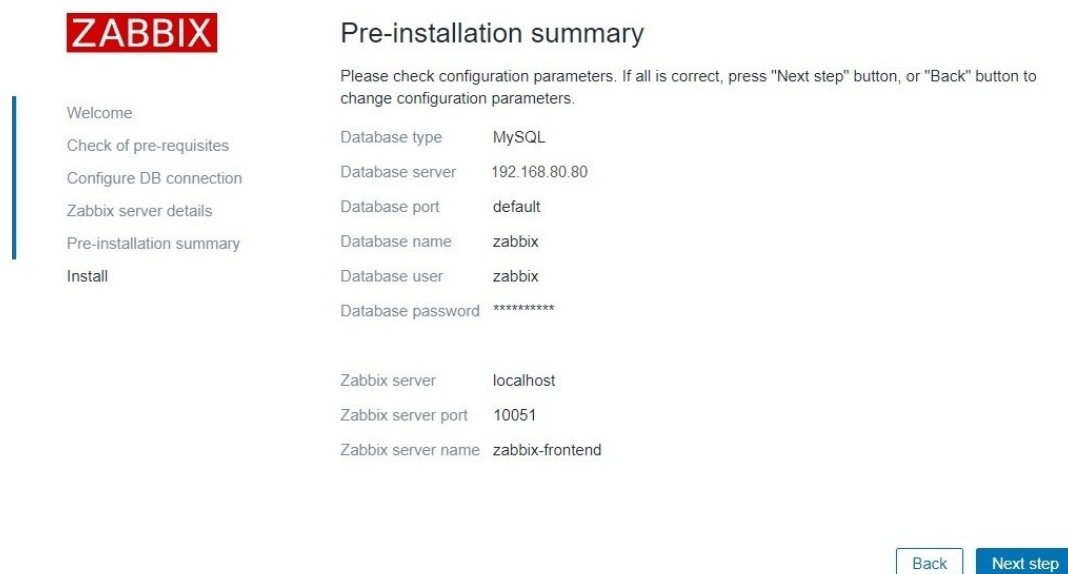 ZABBIX
Welcome
Check of pre-requisites
Configure DB connection
Zabbix server details
Pre-installation summary
Install
Pre-installation summary
Please check configuration parameters. If all is correct, press "Next step" button, or "Back" button to
change configuration parameters.
Database type MySQL
Database server 192.168.80.80
Database port default
Database name zabbix
Database user zabbix
Database password **********
Zabbix server localhost
Zabbix server port 10051
Zabbix server name zabbix-frontend
Back Next step